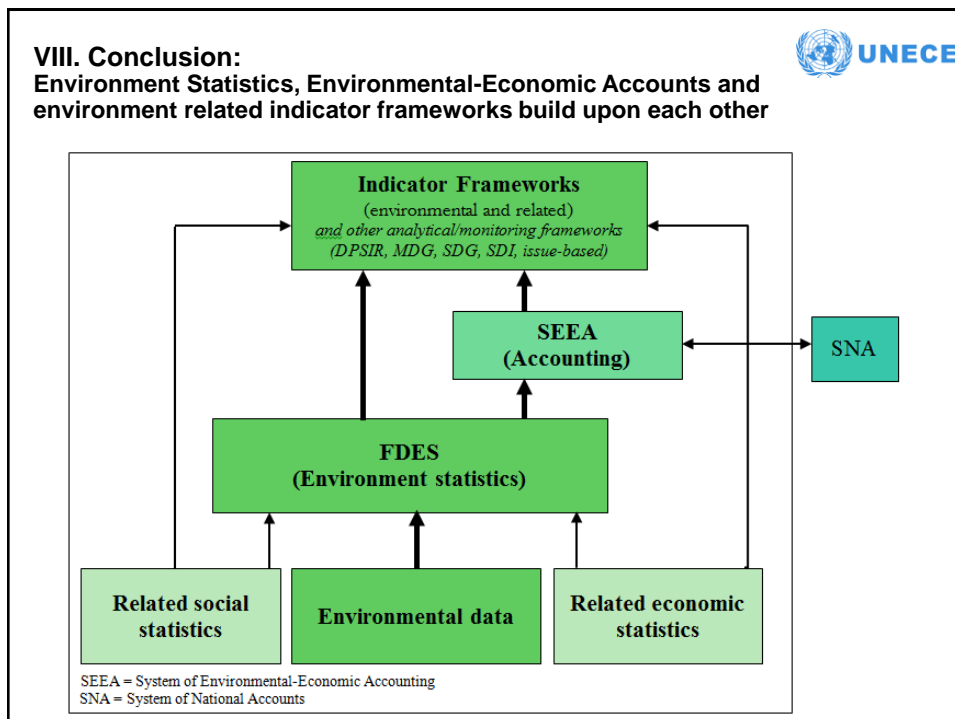 VIII. Conclusion:
Environment Statistics, Environmental-Economic Accounts and
environment related indicator frameworks build upon each other
UNECE
Indicator Frameworks
(environmental and related)
and other analytical/monitoring frameworks
(DPSIR, MDG, SDG, SDI, issue-based)
SEEA
(Accounting)
SNA
FDES
(Environment statistics)
Related social
statistics
Environmental data
Related economic
statistics
SEEA = System of Environmental-Economic Accounting
SNA = System of National Accounts